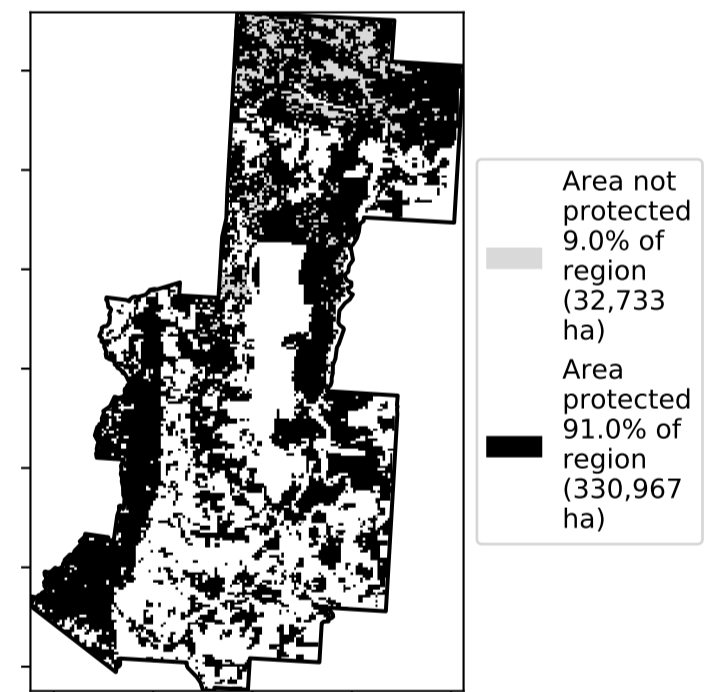 Area not
protected
9.0% of
region
(32,733
ha)
Area
protected
91.0% of
region
(330,967
ha)